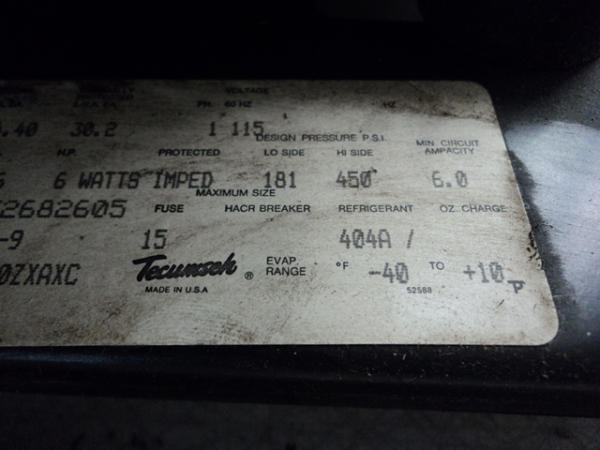 VOLTAGE
PH. 60 HZ HZ
.40 30.2 1 115
DESIGN PRESSURE P.S.I.
H.P. PROTECTED LO SIDE HI SIDE MIN. CIRCUIT AMPACITY
6 WATTS IMPED 181 450 6.0
MAXIMUM SIZE
2682605 FUSE HACR BREAKER REFRIGERANT OZ. CHARGE
-9 15 404A /
0ZXAXC Tecumseh ® EVAP. RANGE °F -40 TO +10
MADE IN U.S.A 52588 P